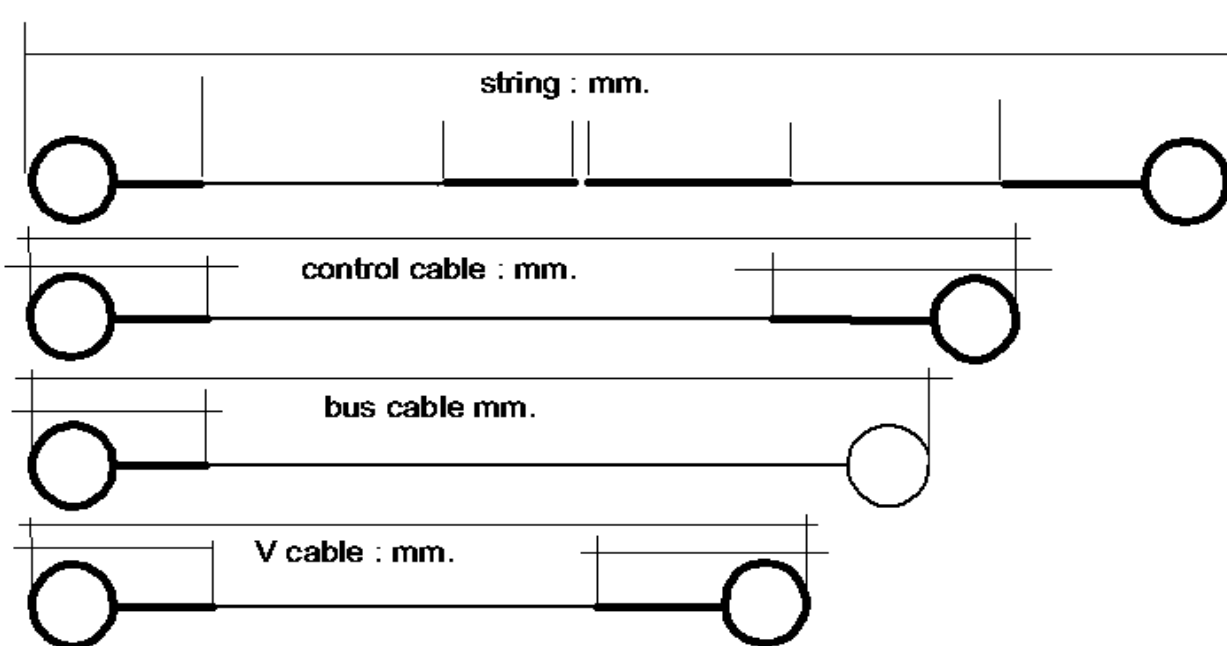 string : mm.
control cable : mm.
bus cable mm.
V cable : mm.